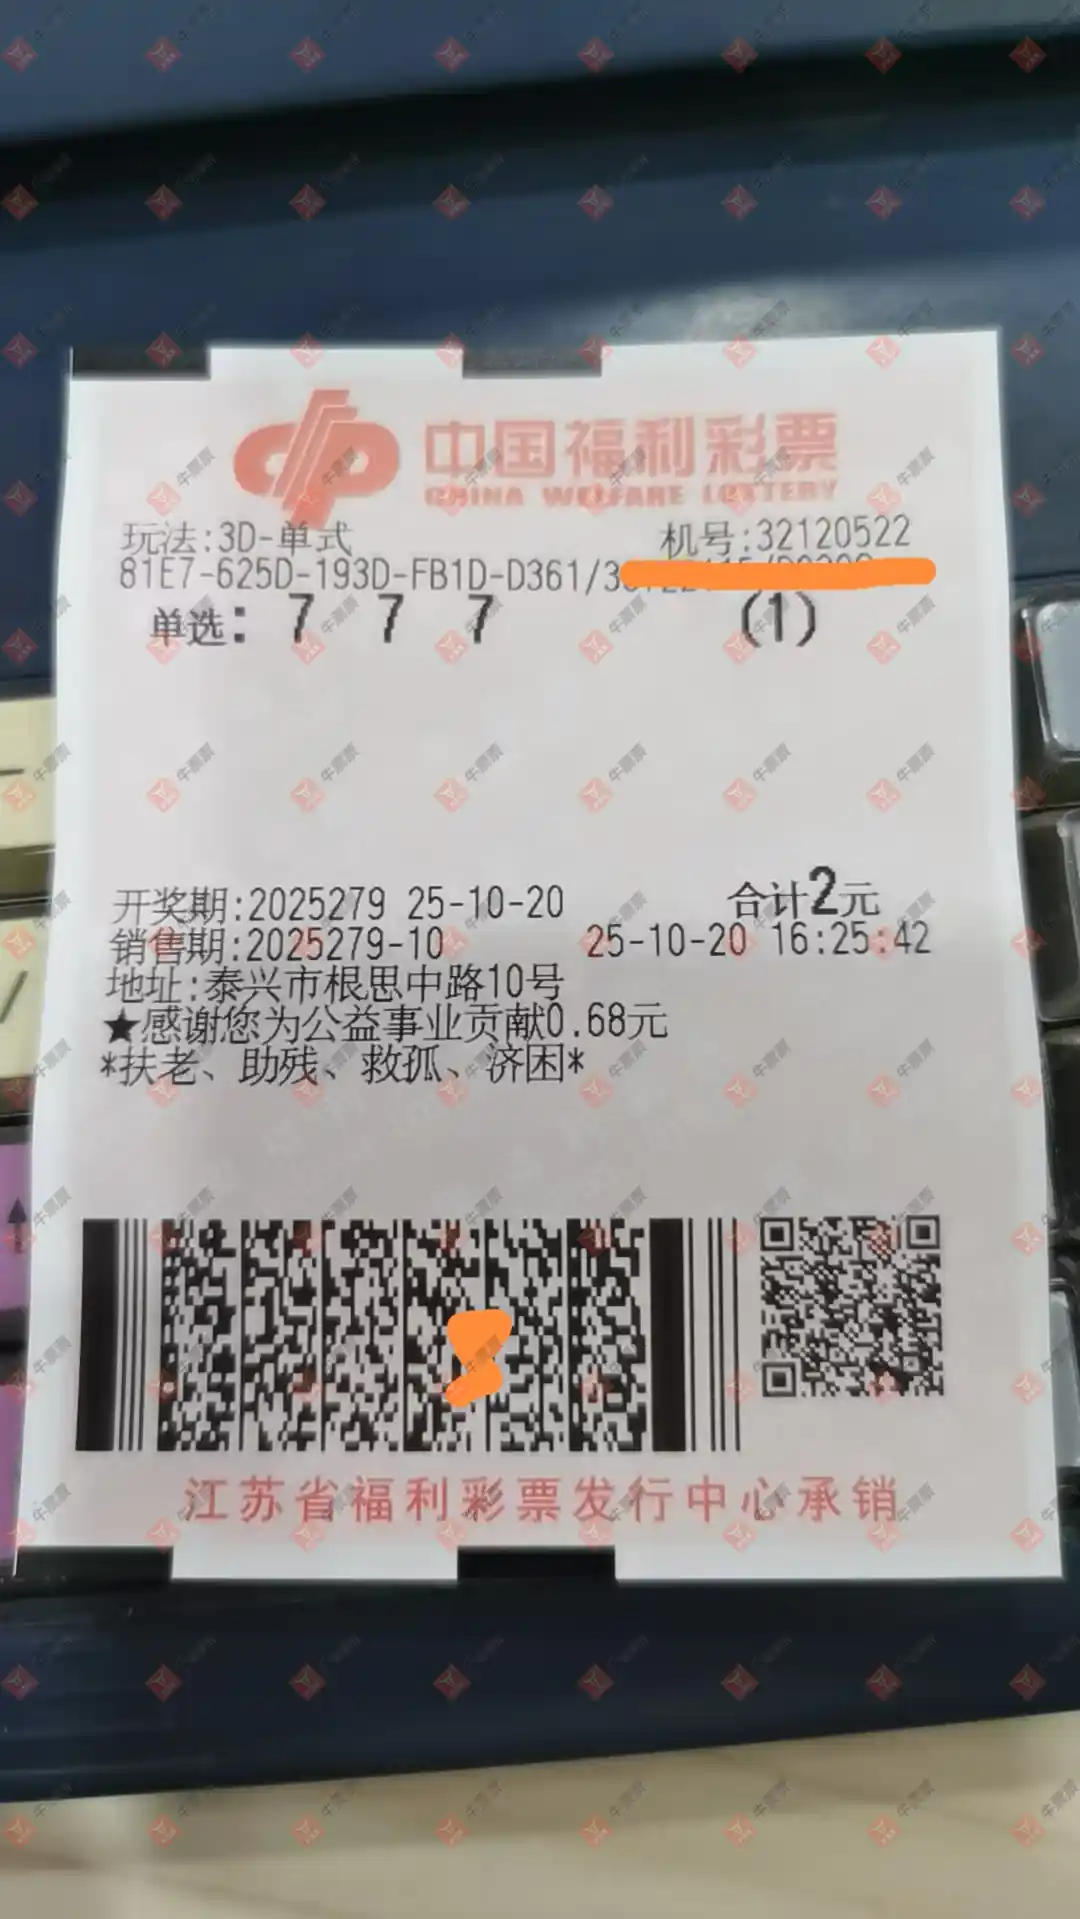 中国福利彩票
CHINA WELFARE LOTTERY
玩法:3D-单式 机号:32120522
81E7-625D-193D-FB1D-D361/3
单选: 7 7 7 (1)
开奖期:2025279 25-10-20 合计2元
销售期:2025279-10 25-10-20 16:25:42
地址:泰兴市根思中路10号
★感谢您为公益事业贡献0.68元
*扶老、助残、救孤、济困*
江苏省福利彩票发行中心承销
牛票票